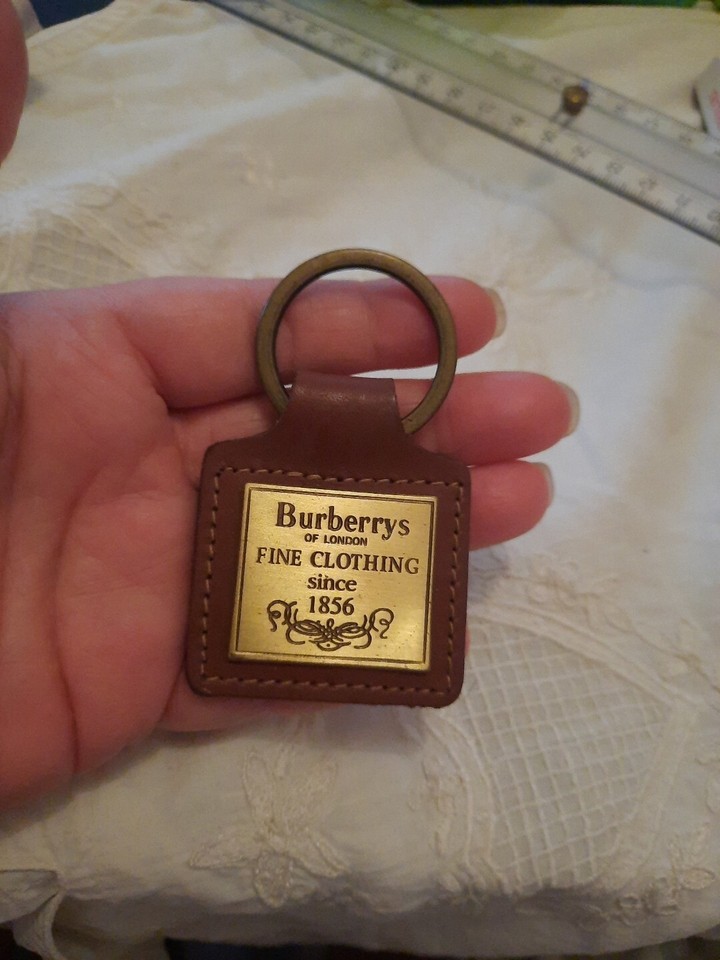 Burberrys
OF LONDON
FINE CLOTHING
since
1856